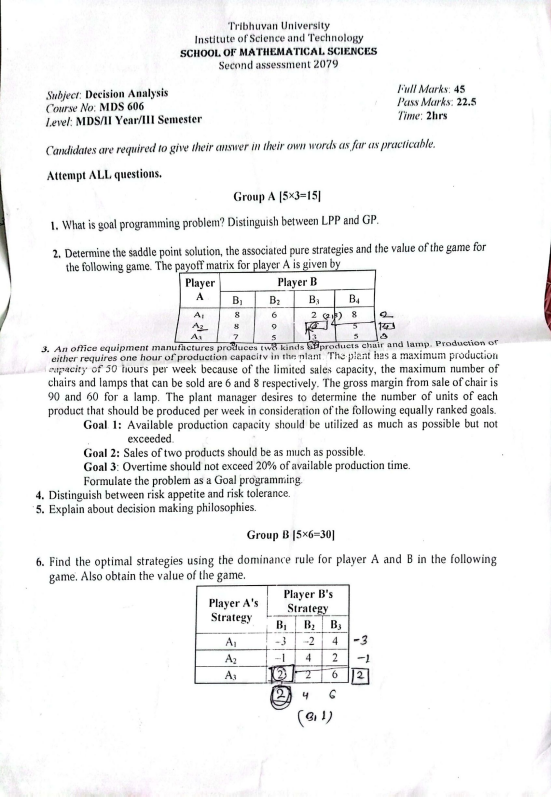 Tribhuvan University
Institute of Science and Technology
SCHOOL OF MATHEMATICAL SCIENCES
Second assessment 2079
Subject: Decision Analysis
Course No: MDS 606
Level: MDS/II Year/III Semester
Full Marks: 45
Pass Marks: 22.5
Time: 2hrs
Candidates are required to give their answer in their own words as far as practicable.
Attempt ALL questions.
Group A [5×3=15]
1. What is goal programming problem? Distinguish between LPP and GP.
2. Determine the saddle point solution, the associated pure strategies and the value of the game for
the following game. The payoff matrix for player A is given by
Player A Player B
B₁ B₂ B₃ B₄
A₁ 8 6 2 8 2
A₂ 8 9 5
A₃ 7 5 3 5 3
3. An office equipment manufactures produces two kinds of products chair and lamp. Production of
either requires one hour of production capacity in the plant. The plant has a maximum production
capacity of 50 hours per week because of the limited sales capacity, the maximum number of
chairs and lamps that can be sold are 6 and 8 respectively. The gross margin from sale of chair is
90 and 60 for a lamp. The plant manager desires to determine the number of units of each
product that should be produced per week in consideration of the following equally ranked goals.
Goal 1: Available production capacity should be utilized as much as possible but not
exceeded.
Goal 2: Sales of two products should be as much as possible.
Goal 3: Overtime should not exceed 20% of available production time.
Formulate the problem as a Goal programming.
4. Distinguish between risk appetite and risk tolerance.
5. Explain about decision making philosophies.
Group B [5×6=30]
6. Find the optimal strategies using the dominance rule for player A and B in the following
game. Also obtain the value of the game.
Player A's Strategy Player B's Strategy
B₁ B₂ B₃
A₁ -3 -2 4 -3
A₂ -1 4 2 -1
A₃ 2 2 6 2
2 4 6